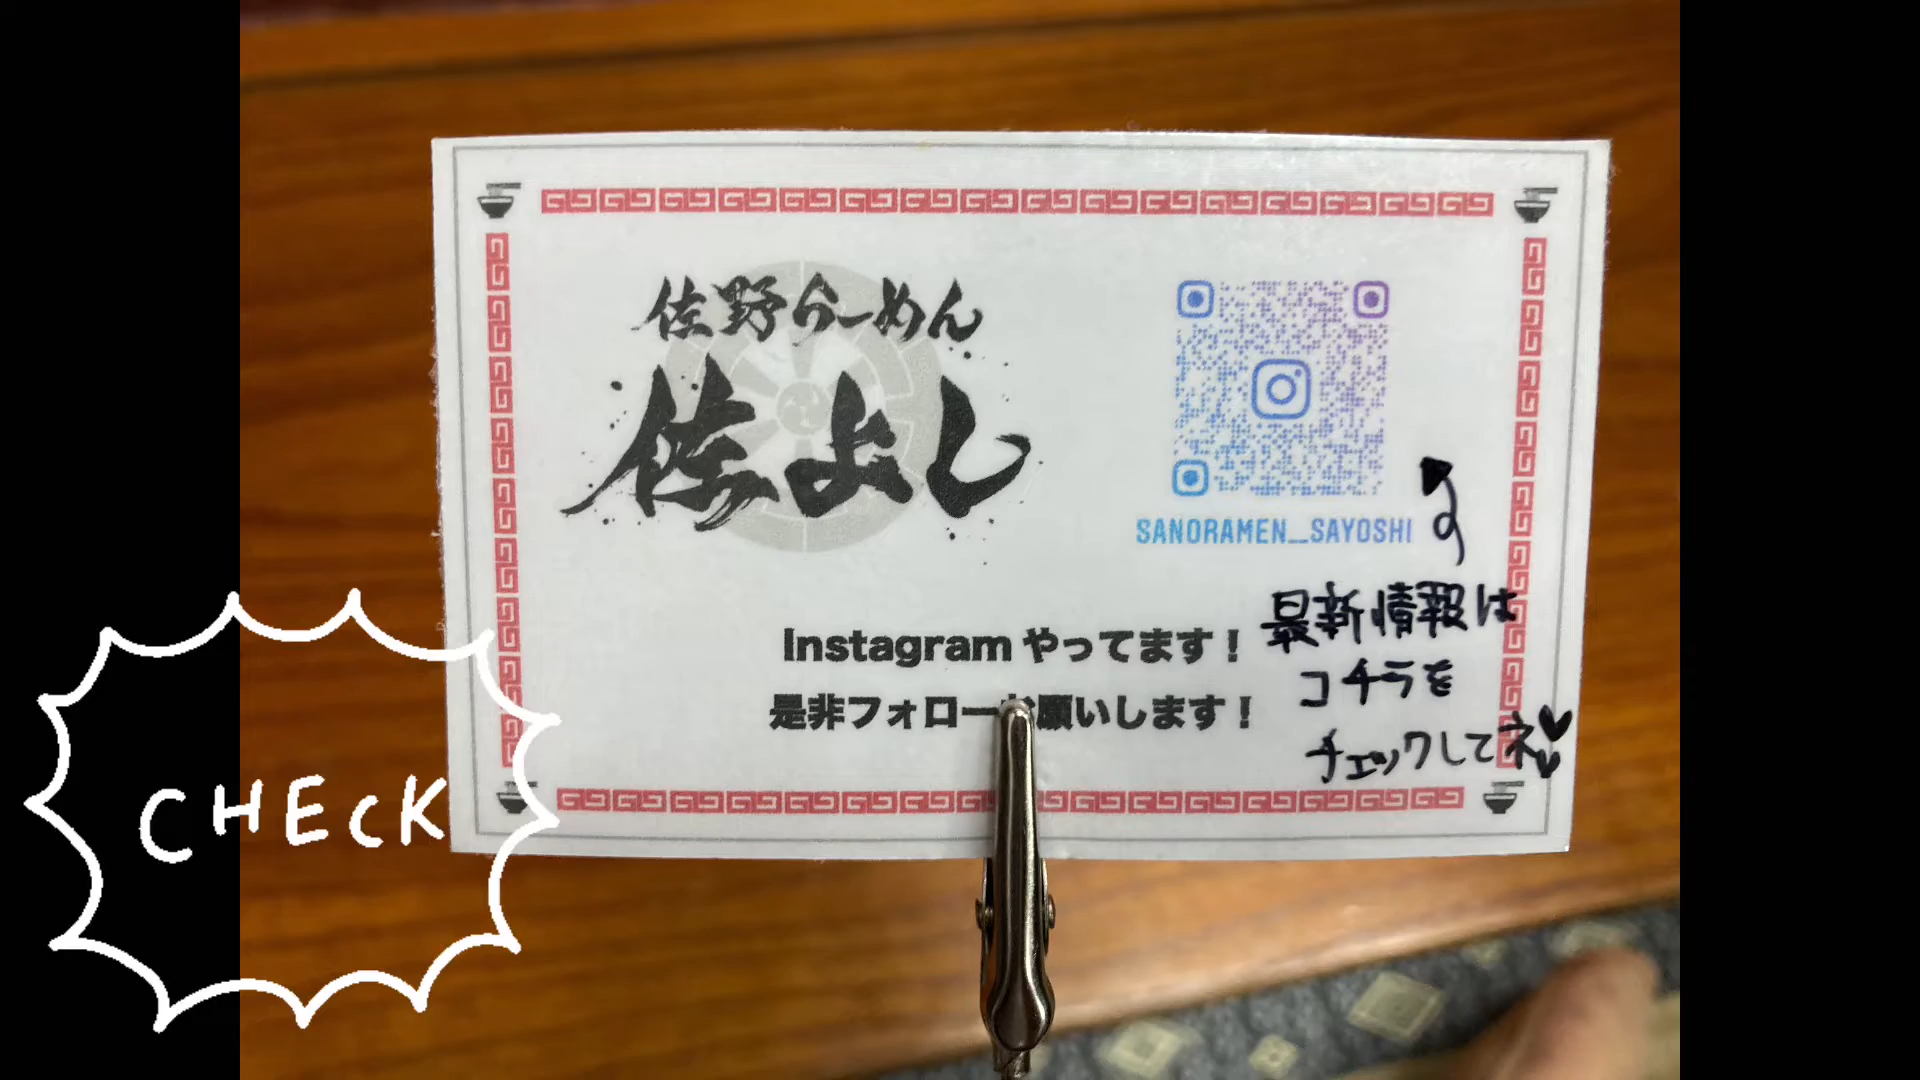 佐野らーめん
佐よし
SANORAMEN_SAYOSHI
Instagramやってます！
是非フォローお願いします！
最新情報は
コチラを
チェックしてネ
CHECK